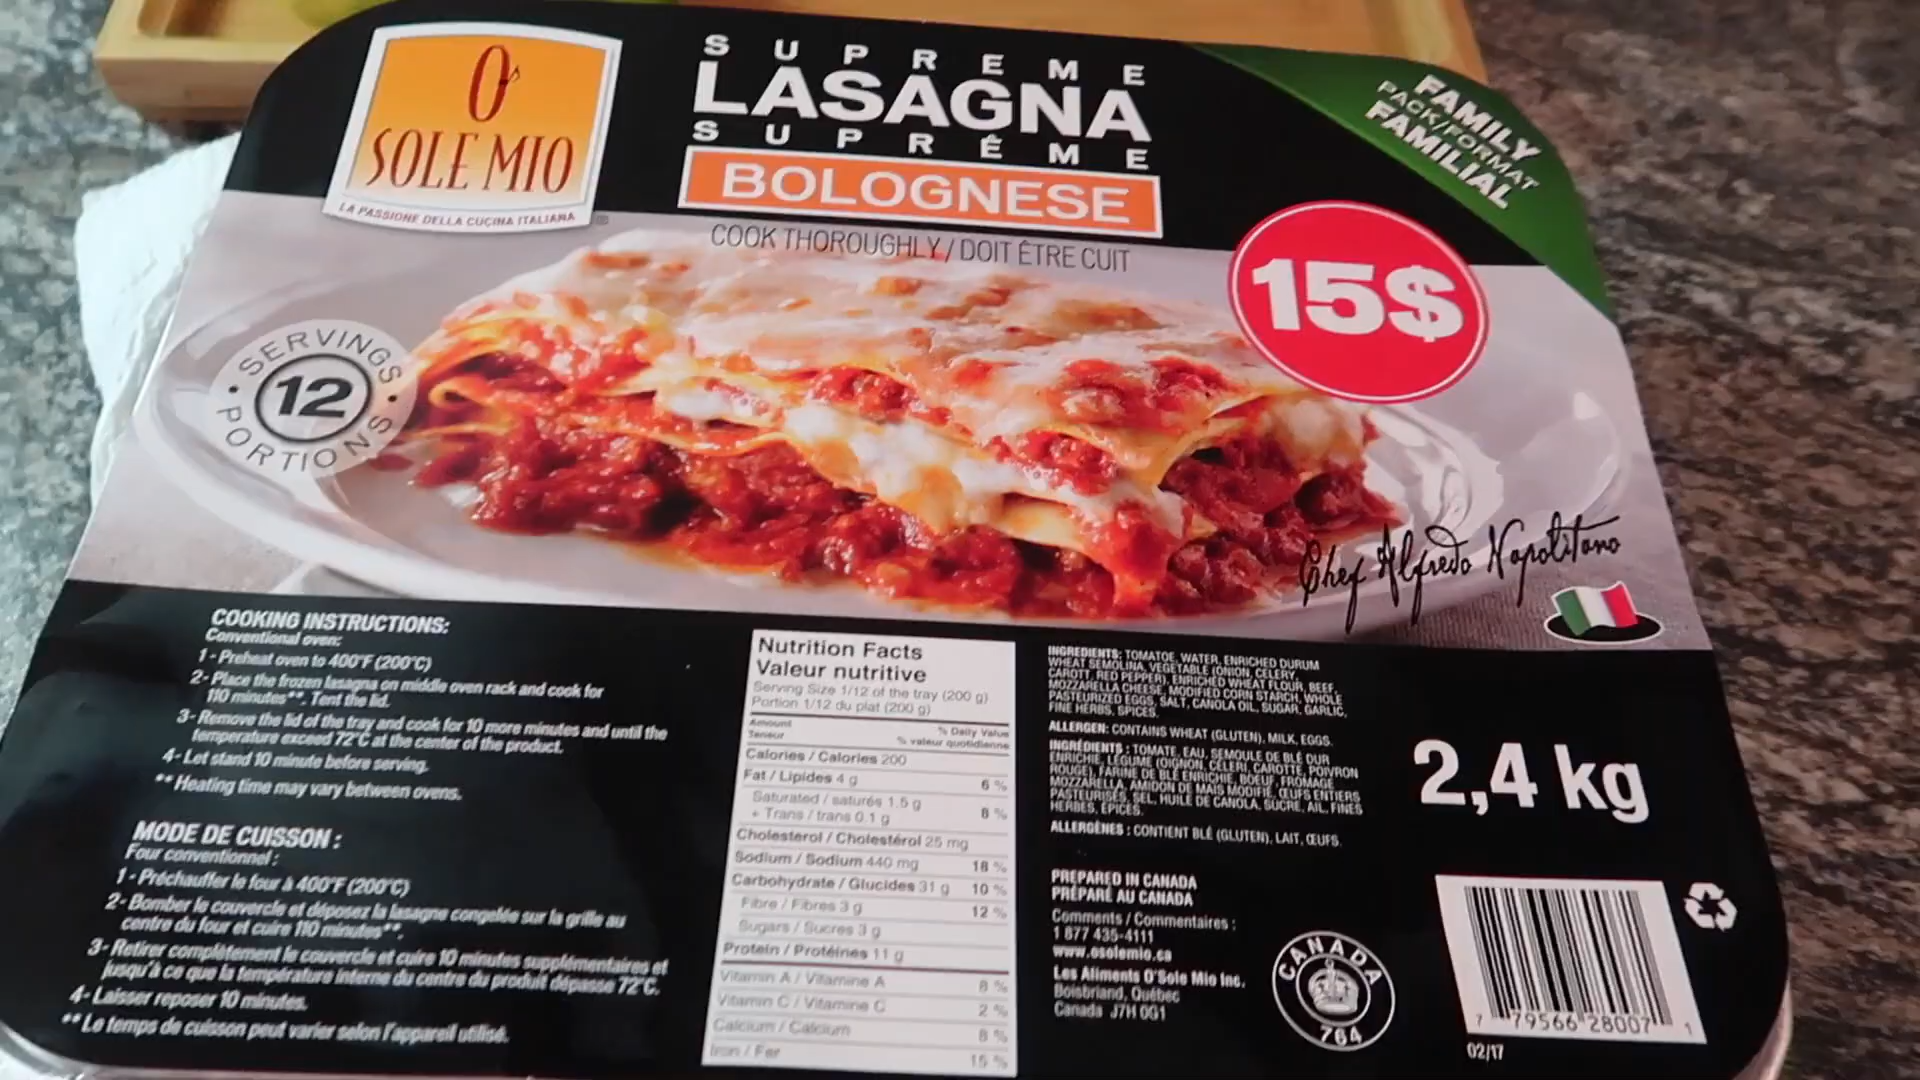 O'
SOLE MIO
LA PASSIONE DELLA CUCINA ITALIANA
SUPREME
LASAGNA
SUPRÊME
BOLOGNESE
COOK THOROUGHLY / DOIT ÊTRE CUIT
FAMILY
PACK/FORMAT
FAMILIAL
15$
SERVINGS
12
PORTIONS
Chef Alfredo Napolitano
COOKING INSTRUCTIONS:
Conventional oven:
1- Preheat oven to 400°F (200°C)
2- Place the frozen lasagna on middle oven rack and cook for
110 minutes**. Tent the lid.
3- Remove the lid of the tray and cook for 10 more minutes and until the
temperature exceed 72°C at the center of the product.
4- Let stand 10 minute before serving.
** Heating time may vary between ovens.
MODE DE CUISSON :
Four conventionnel :
1- Préchauffer le four à 400°F (200°C)
2- Bomber le couvercle et déposez la lasagne congelée sur la grille au
centre du four et cuire 110 minutes**.
3- Retirer complètement le couvercle et cuire 10 minutes supplémentaires et
jusqu'à ce que la température interne du centre du produit dépasse 72°C.
4- Laisser reposer 10 minutes.
** Le temps de cuisson peut varier selon l'appareil utilisé.
Nutrition Facts
Valeur nutritive
Serving Size 1/12 of the tray (200 g)
Portion 1/12 du plat (200 g)
Amount % Daily Value
Teneur % valeur quotidienne
Calories / Calories 200
Fat / Lipides 4 g 6 %
Saturated / saturés 1.5 g
+ Trans / trans 0.1 g 8 %
Cholesterol / Cholestérol 25 mg
Sodium / Sodium 440 mg 18 %
Carbohydrate / Glucides 31 g 10 %
Fibre / Fibres 3 g 12 %
Sugars / Sucres 3 g
Protein / Protéines 11 g
Vitamin A / Vitamine A 8 %
Vitamin C / Vitamine C 2 %
Calcium / Calcium 8 %
Iron / Fer 15 %
INGREDIENTS: TOMATOE, WATER, ENRICHED DURUM
WHEAT SEMOLINA, VEGETABLE (ONION, CELERY,
CAROTT, RED PEPPER), ENRICHED WHEAT FLOUR, BEEF,
MOZZARELLA CHEESE, MODIFIED CORN STARCH, WHOLE
PASTEURIZED EGGS, SALT, CANOLA OIL, SUGAR, GARLIC,
FINE HERBS, SPICES.
ALLERGEN: CONTAINS WHEAT (GLUTEN), MILK, EGGS.
INGRÉDIENTS : TOMATE, EAU, SEMOULE DE BLÉ DUR
ENRICHIE, LÉGUME (OIGNON, CÉLERI, CAROTTE, POIVRON
ROUGE), FARINE DE BLÉ ENRICHIE, BOEUF, FROMAGE
MOZZARELLA, AMIDON DE MAÏS MODIFIÉ, ŒUFS ENTIERS
PASTEURISÉS, SEL, HUILE DE CANOLA, SUCRE, AIL, FINES
HERBES, ÉPICES.
ALLERGÈNES : CONTIENT BLÉ (GLUTEN), LAIT, ŒUFS.
PREPARED IN CANADA
PRÉPARÉ AU CANADA
Comments / Commentaires :
1 877 435-4111
www.osolemio.ca
Les Aliments O'Sole Mio Inc.
Boisbriand, Québec
Canada J7H 0G1
CANADA
764
2,4 kg
7 79566 28007 1
02/17